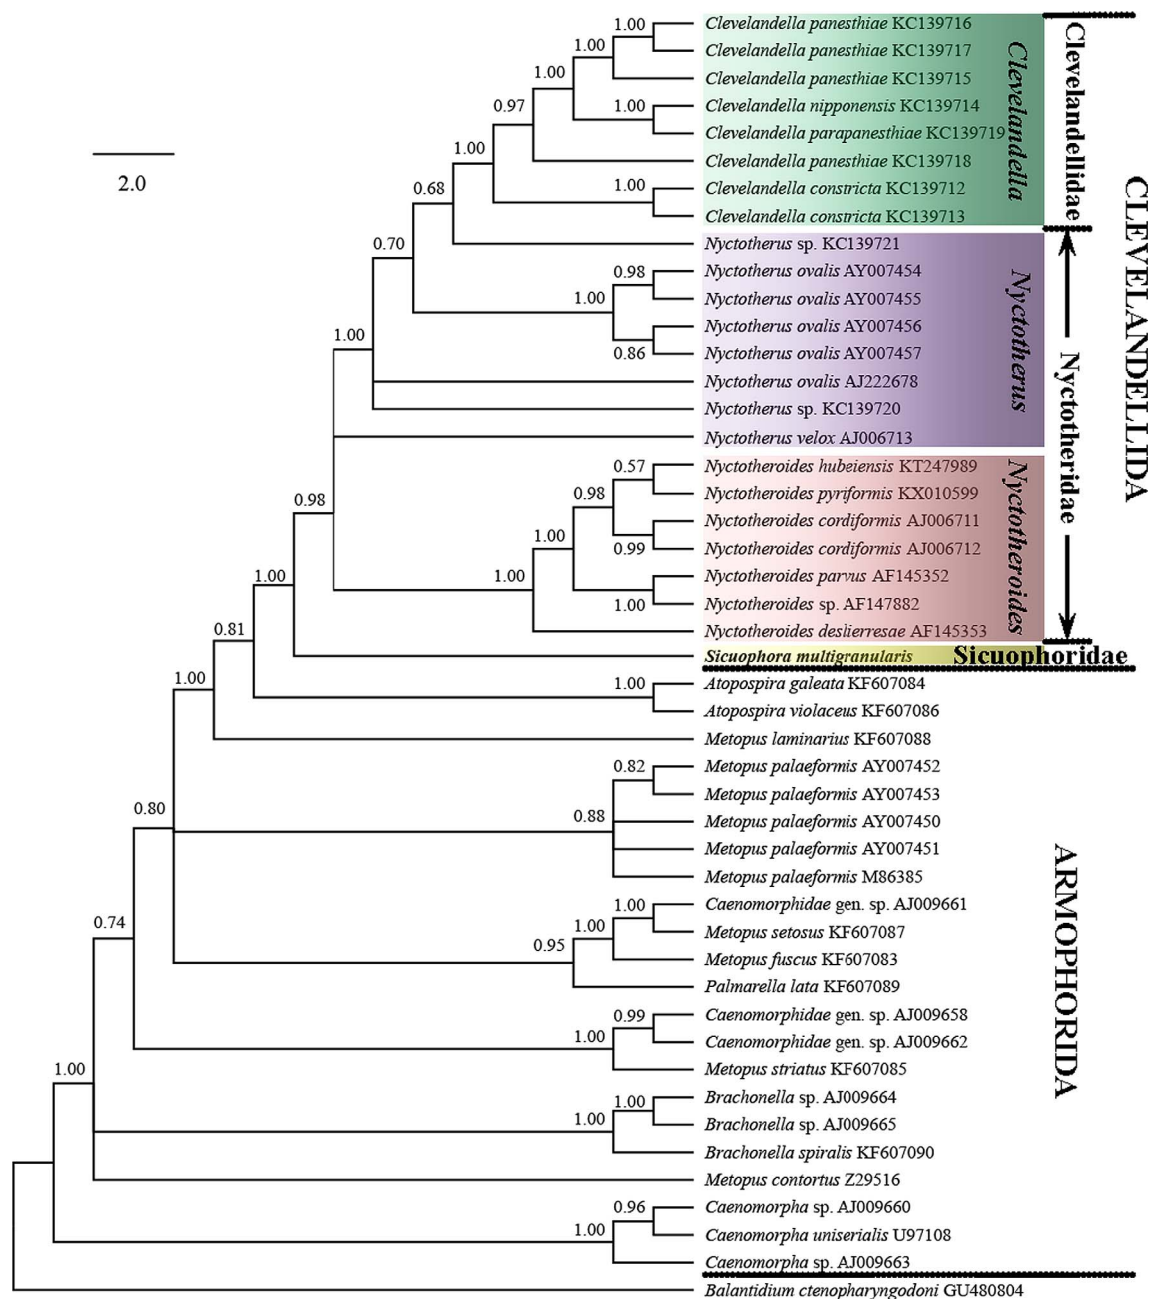 1.00
Clevelandella panesthiae KC139716
1.00
Clevelandella panesthiae KC139717
1.00
Clevelandella panesthiae KC139715
0.97
1.00
Clevelandella nipponensis KC139714
Clevelandella parapanesthiae KC139719
1.00
Clevelandella panesthiae KC139718
0.68
1.00
Clevelandella constricta KC139712
Clevelandella constricta KC139713
Clevelandella
Clevelandellidae
2.0
0.70
Nyctotherus sp. KC139721
0.98
Nyctotherus ovalis AY007454
1.00
Nyctotherus ovalis AY007455
Nyctotherus ovalis AY007456
0.86
Nyctotherus ovalis AY007457
1.00
Nyctotherus ovalis AJ222678
Nyctotherus sp. KC139720
Nyctotherus velox AJ006713
Nyctotherus
Nyctotheridae
CLEVELANDELLIDA
0.57
Nyctotheroides hubeiensis KT247989
0.98
Nyctotheroides pyriformis KX010599
0.98
Nyctotheroides cordiformis AJ006711
1.00
0.99
Nyctotheroides cordiformis AJ006712
1.00
Nyctotheroides parvus AF145352
1.00
1.00
Nyctotheroides sp. AF147882
Nyctotheroides deslierresae AF145353
Nyctotheroides
0.81
Sicuophora multigranularis
Sicuophoridae
1.00
1.00
Atopospira galeata KF607084
Atopospira violaceus KF607086
Metopus laminarius KF607088
0.82
Metopus palaeformis AY007452
Metopus palaeformis AY007453
0.80
0.88
Metopus palaeformis AY007450
Metopus palaeformis AY007451
Metopus palaeformis M86385
1.00
Caenomorphidae gen. sp. AJ009661
0.74
1.00
Metopus setosus KF607087
0.95
Metopus fuscus KF607083
Palmarella lata KF607089
0.99
Caenomorphidae gen. sp. AJ009658
1.00
Caenomorphidae gen. sp. AJ009662
1.00
Metopus striatus KF607085
1.00
Brachonella sp. AJ009664
1.00
Brachonella sp. AJ009665
Brachonella spiralis KF607090
Metopus contortus Z29516
0.96
Caenomorpha sp. AJ009660
1.00
Caenomorpha uniserialis U97108
Caenomorpha sp. AJ009663
ARMOPHORIDA
Balantidium ctenopharyngodoni GU480804